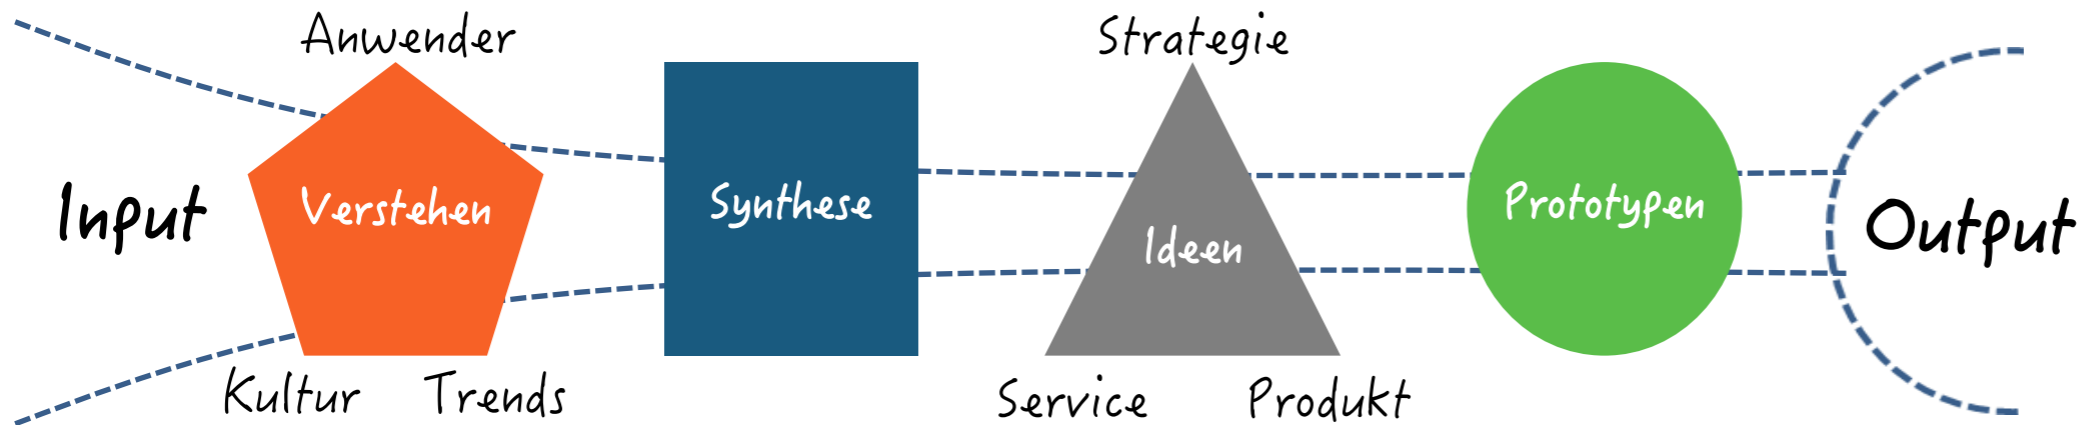 Input
Anwender
Verstehen
Kultur
Trends
Synthese
Strategie
Ideen
Service
Produkt
Prototypen
Output